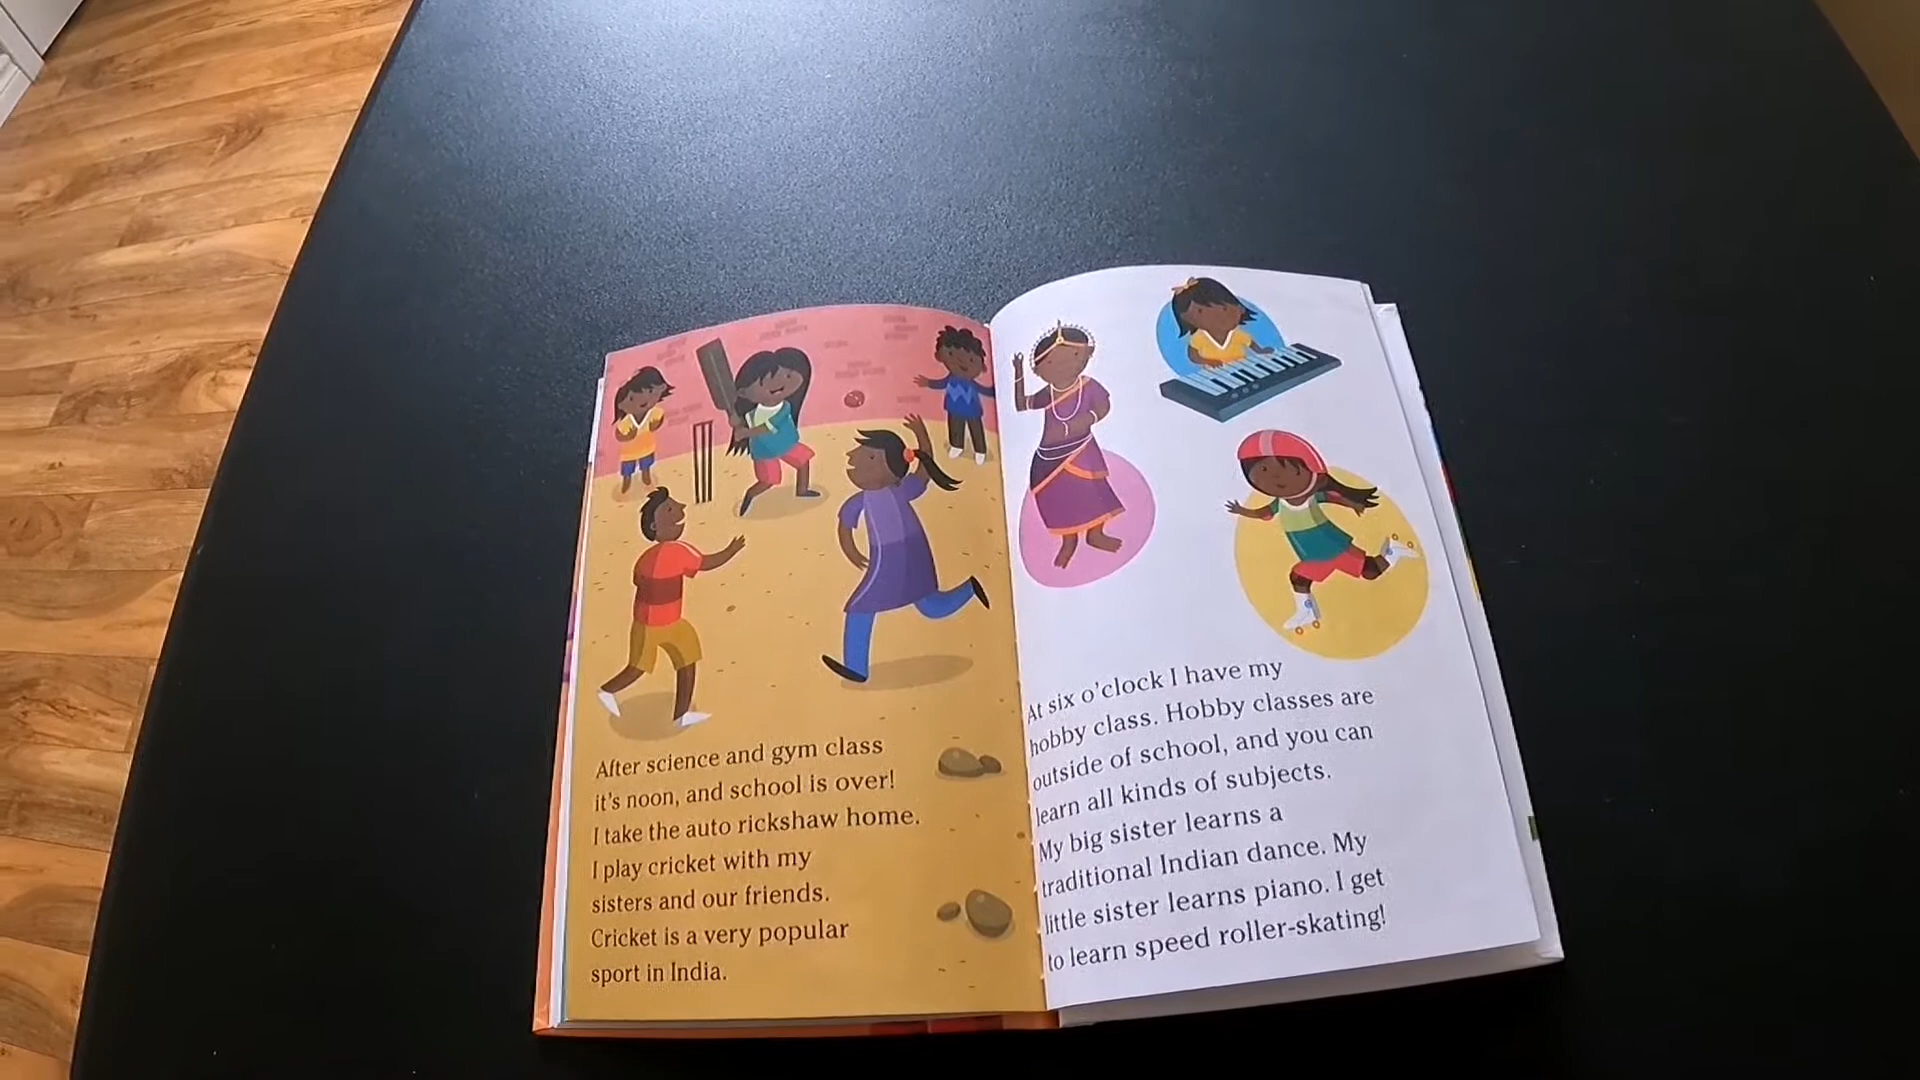 After science and gym class
it's noon, and school is over!
I take the auto rickshaw home.
I play cricket with my
sisters and our friends.
Cricket is a very popular
sport in India.
At six o'clock I have my
hobby class. Hobby classes are
outside of school, and you can
learn all kinds of subjects.
My big sister learns a
traditional Indian dance. My
little sister learns piano. I get
to learn speed roller-skating!